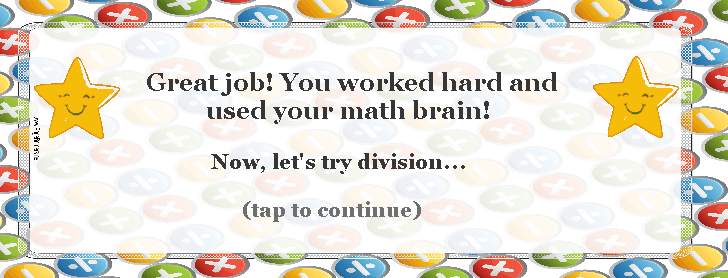 Great job! You worked hard and
used your math brain!
Now, let's try division...
(tap to continue)